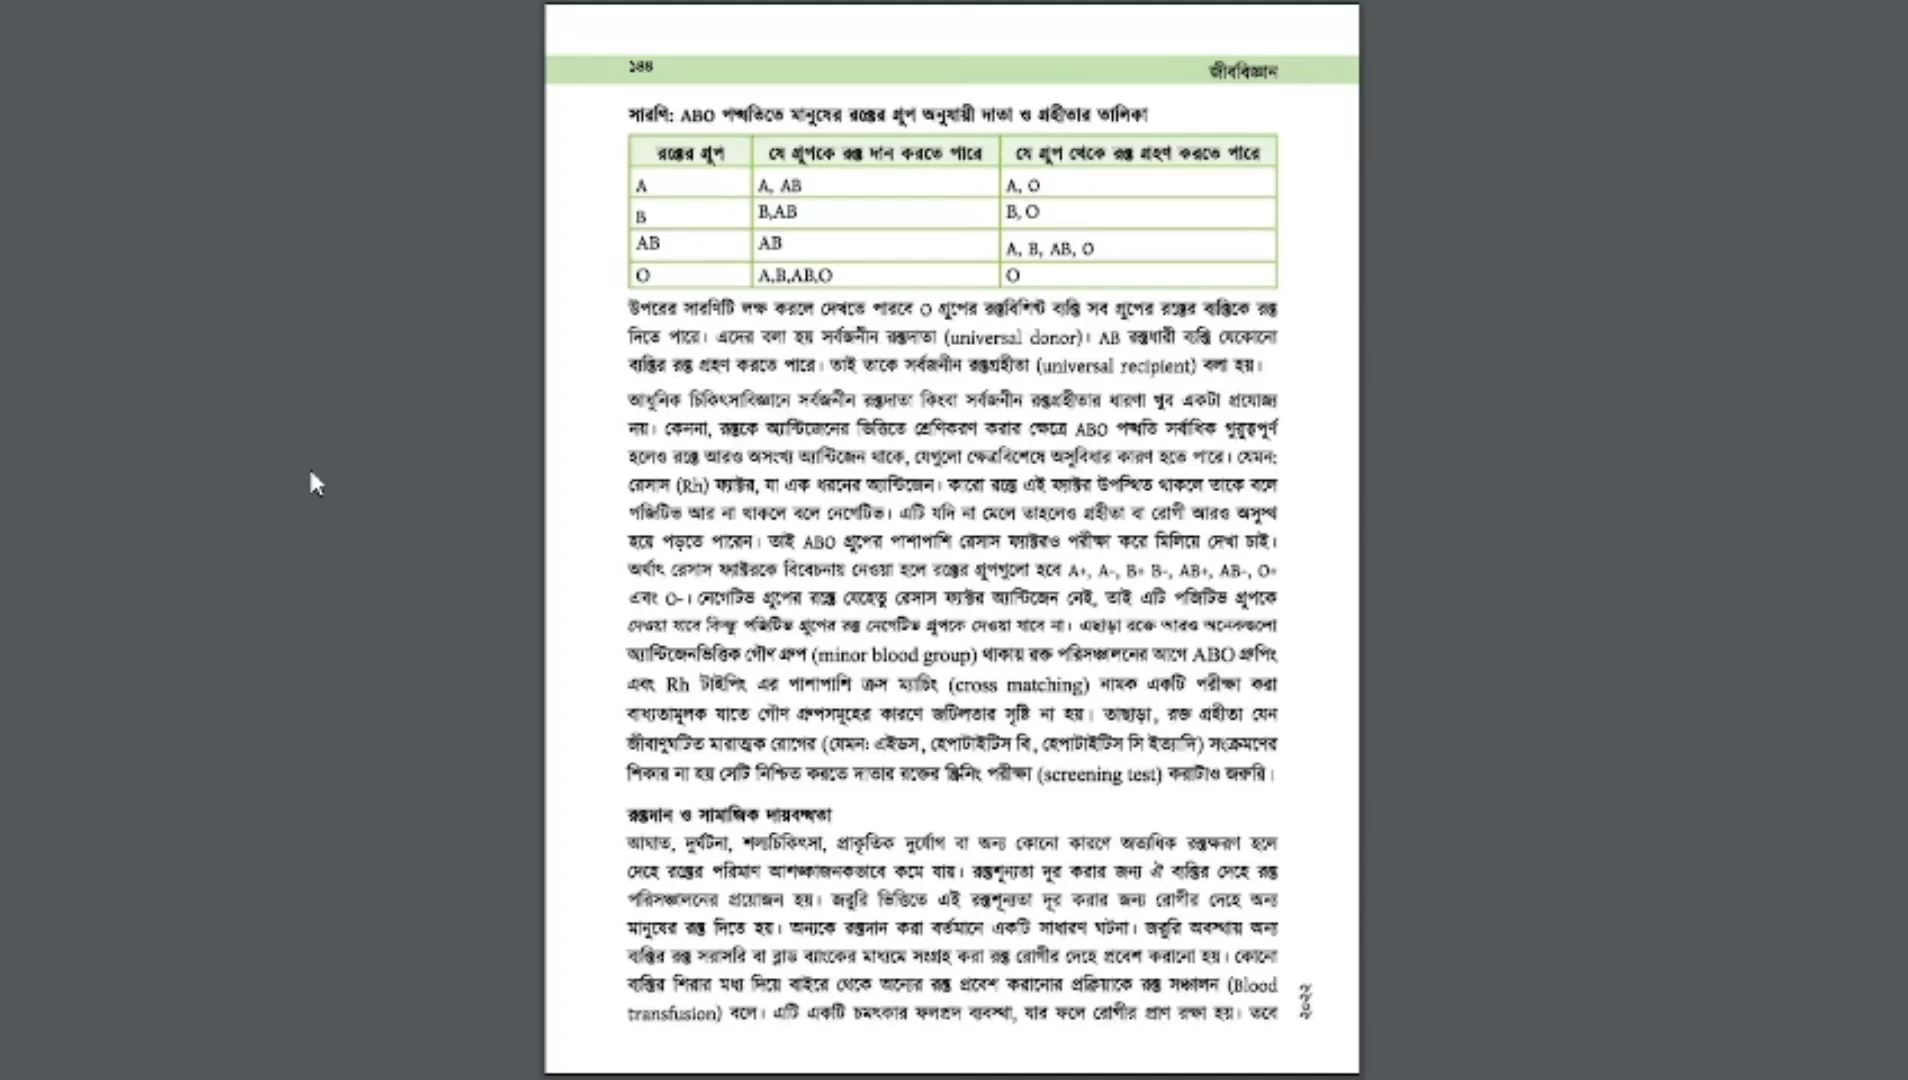 ১৪৪
জীববিজ্ঞান
সারণি: ABO পদ্ধতিতে মানুষের রক্তের গ্রুপ অনুযায়ী দাতা ও গ্রহীতার তালিকা
রক্তের গ্রুপ যে গ্রুপকে রক্ত দান করতে পারে যে গ্রুপ থেকে রক্ত গ্রহণ করতে পারে
A A, AB A, O
B B,AB B, O
AB AB A, B, AB, O
O A,B,AB,O O
উপরের সারণিটি লক্ষ করলে দেখতে পারবে O গ্রুপের রক্তবিশিষ্ট ব্যক্তি সব গ্রুপের রক্তের ব্যক্তিকে রক্ত
দিতে পারে। এদের বলা হয় সর্বজনীন রক্তদাতা (universal donor)। AB রক্তধারী ব্যক্তি যেকোনো
ব্যক্তির রক্ত গ্রহণ করতে পারে। তাই তাকে সর্বজনীন রক্তগ্রহীতা (universal recipient) বলা হয়।
আধুনিক চিকিৎসাবিজ্ঞানে সর্বজনীন রক্তদাতা কিংবা সর্বজনীন রক্তগ্রহীতার ধারণা খুব একটা প্রযোজ্য
নয়। কেননা, রক্তকে অ্যান্টিজেনের ভিত্তিতে শ্রেণিকরণ করার ক্ষেত্রে ABO পদ্ধতি সর্বাধিক গুরুত্বপূর্ণ
হলেও রক্তে আরও অসংখ্য অ্যান্টিজেন থাকে, যেগুলো ক্ষেত্রবিশেষে অসুবিধার কারণ হতে পারে। যেমন:
রেসাস (Rh) ফ্যাক্টর, যা এক ধরনের অ্যান্টিজেন। কারো রক্তে এই ফ্যাক্টর উপস্থিত থাকলে তাকে বলে
পজিটিভ আর না থাকলে বলে নেগেটিভ। এটি যদি না মেলে তাহলেও গ্রহীতা বা রোগী আরও অসুস্থ
হয়ে পড়তে পারেন। তাই ABO গ্রুপের পাশাপাশি রেসাস ফ্যাক্টরও পরীক্ষা করে মিলিয়ে দেখা চাই।
অর্থাৎ রেসাস ফ্যাক্টরকে বিবেচনায় নেওয়া হলে রক্তের গ্রুপগুলো হবে A+, A-, B+ B-, AB+, AB-, O+
এবং O-। নেগেটিভ গ্রুপের রক্তে যেহেতু রেসাস ফ্যাক্টর অ্যান্টিজেন নেই, তাই এটি পজিটিভ গ্রুপকে
দেওয়া যাবে কিন্তু পজিটিভ গ্রুপের রক্ত নেগেটিভ গ্রুপকে দেওয়া যাবে না। এছাড়া রক্তে আরও অনেকগুলো
অ্যান্টিজেনভিত্তিক গৌণ গ্রুপ (minor blood group) থাকায় রক্ত পরিসঞ্চালনের আগে ABO গ্রুপিং
এবং Rh টাইপিং এর পাশাপাশি ক্রস ম্যাচিং (cross matching) নামক একটি পরীক্ষা করা
বাধ্যতামূলক যাতে গৌণ গ্রুপসমূহের কারণে জটিলতার সৃষ্টি না হয়। তাছাড়া, রক্ত গ্রহীতা যেন
জীবাণুঘটিত মারাত্মক রোগের (যেমন: এইডস, হেপাটাইটিস বি, হেপাটাইটিস সি ইত্যাদি) সংক্রমণের
শিকার না হয় সেটি নিশ্চিত করতে দাতার রক্তের স্ক্রিনিং পরীক্ষা (screening test) করাটাও জরুরি।
রক্তদান ও সামাজিক দায়বদ্ধতা
আঘাত, দুর্ঘটনা, শল্যচিকিৎসা, প্রাকৃতিক দুর্যোগ বা অন্য কোনো কারণে অত্যধিক রক্তক্ষরণ হলে
দেহে রক্তের পরিমাণ আশঙ্কাজনকভাবে কমে যায়। রক্তশূন্যতা দূর করার জন্য ঐ ব্যক্তির দেহে রক্ত
পরিসঞ্চালনের প্রয়োজন হয়। জরুরি ভিত্তিতে এই রক্তশূন্যতা দূর করার জন্য রোগীর দেহে অন্য
মানুষের রক্ত দিতে হয়। অন্যকে রক্তদান করা বর্তমানে একটি সাধারণ ঘটনা। জরুরি অবস্থায় অন্য
ব্যক্তির রক্ত সরাসরি বা ব্লাড ব্যাংকের মাধ্যমে সংগ্রহ করা রক্ত রোগীর দেহে প্রবেশ করানো হয়। কোনো
ব্যক্তির শিরার মধ্য দিয়ে বাইরে থেকে অন্যের রক্ত প্রবেশ করানোর প্রক্রিয়াকে রক্ত সঞ্চালন (Blood
transfusion) বলে। এটি একটি চমৎকার ফলপ্রদ ব্যবস্থা, যার ফলে রোগীর প্রাণ রক্ষা হয়। তবে